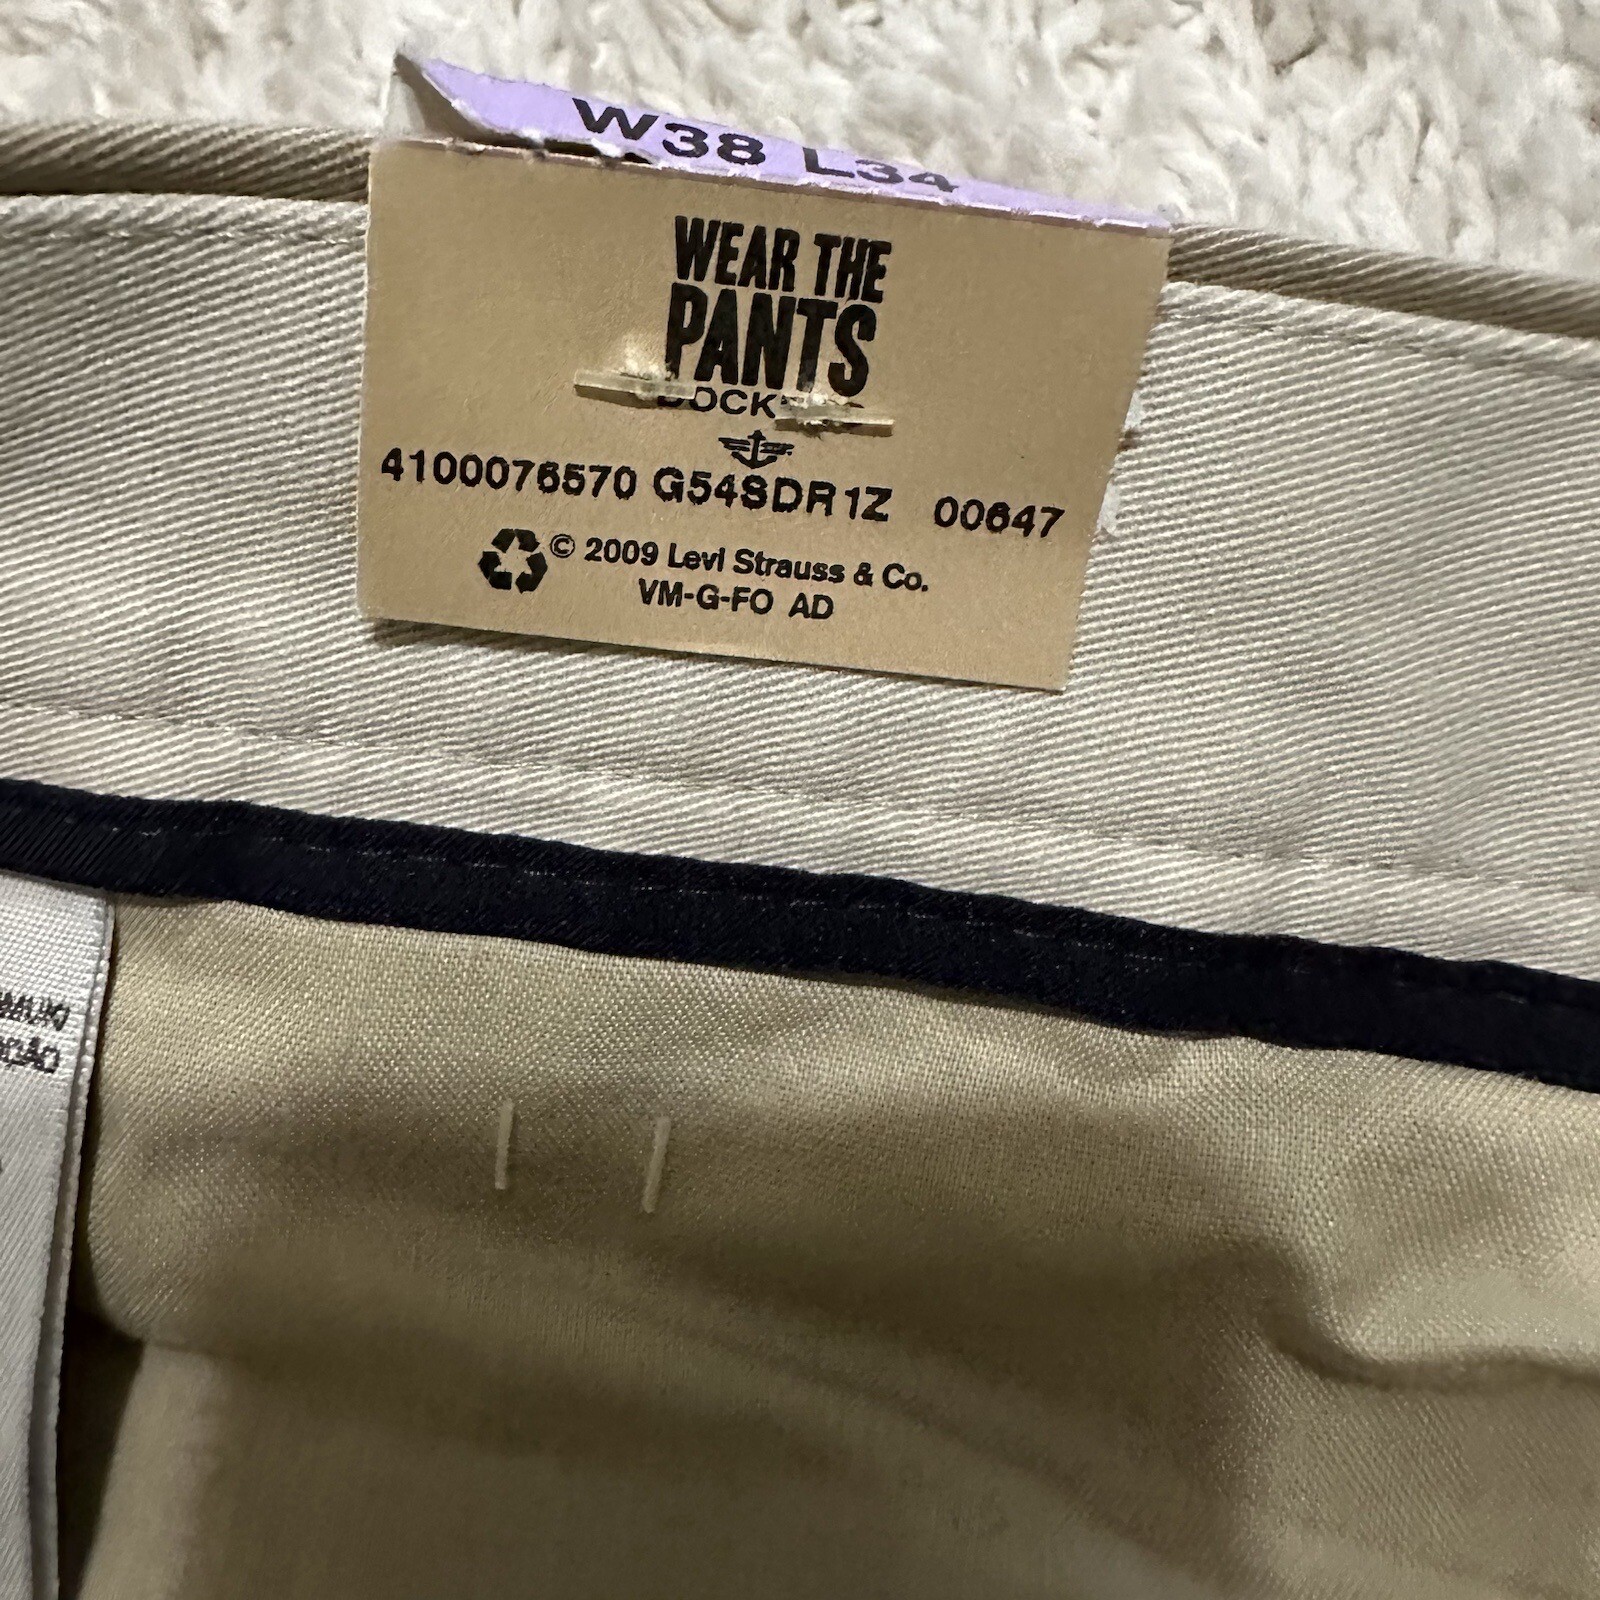 W38 L34
WEAR THE
PANTS
4100076570 G54SDR1Z 00647
© 2009 Levi Strauss & Co.
VM-G-FO AD